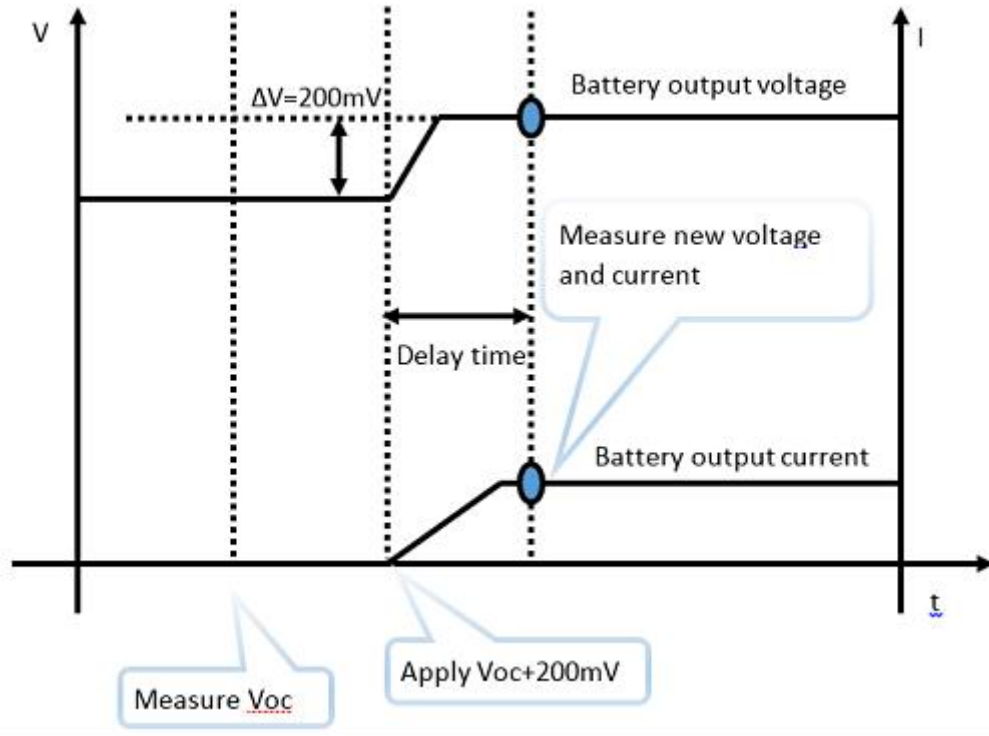 V
I
ΔV=200mV
Battery output voltage
Measure new voltage
and current
Delay time
Battery output current
t
Apply Voc+200mV
Measure Voc